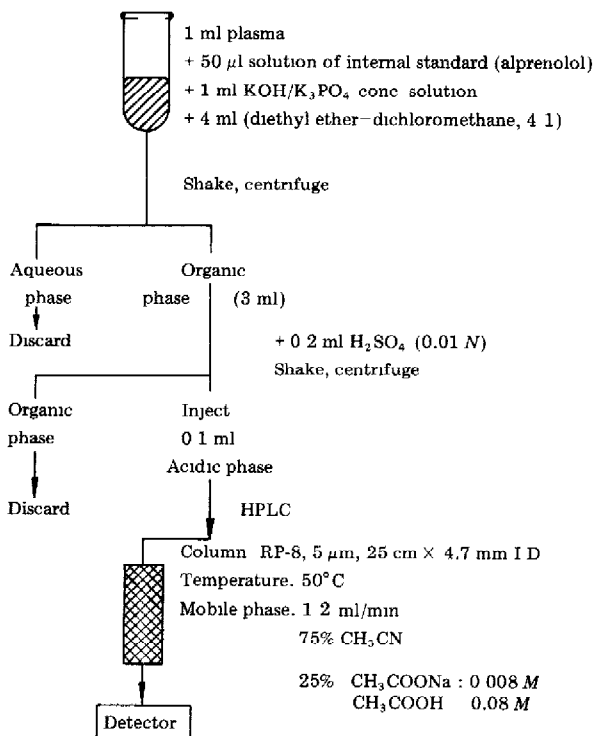 1 ml plasma
+ 50 μl solution of internal standard (alprenolol)
+ 1 ml KOH/K₃PO₄ conc solution
+ 4 ml (diethyl ether−dichloromethane, 4 1)
Shake, centrifuge
Aqueous phase
Discard
Organic phase (3 ml)
+ 0 2 ml H₂SO₄ (0.01 N)
Shake, centrifuge
Organic phase
Discard
Inject
0 1 ml
Acidic phase
HPLC
Column RP-8, 5 μm, 25 cm × 4.7 mm I D
Temperature. 50°C
Mobile phase. 1 2 ml/min
75% CH₃CN
25% CH₃COONa : 0 008 M
CH₃COOH 0.08 M
Detector